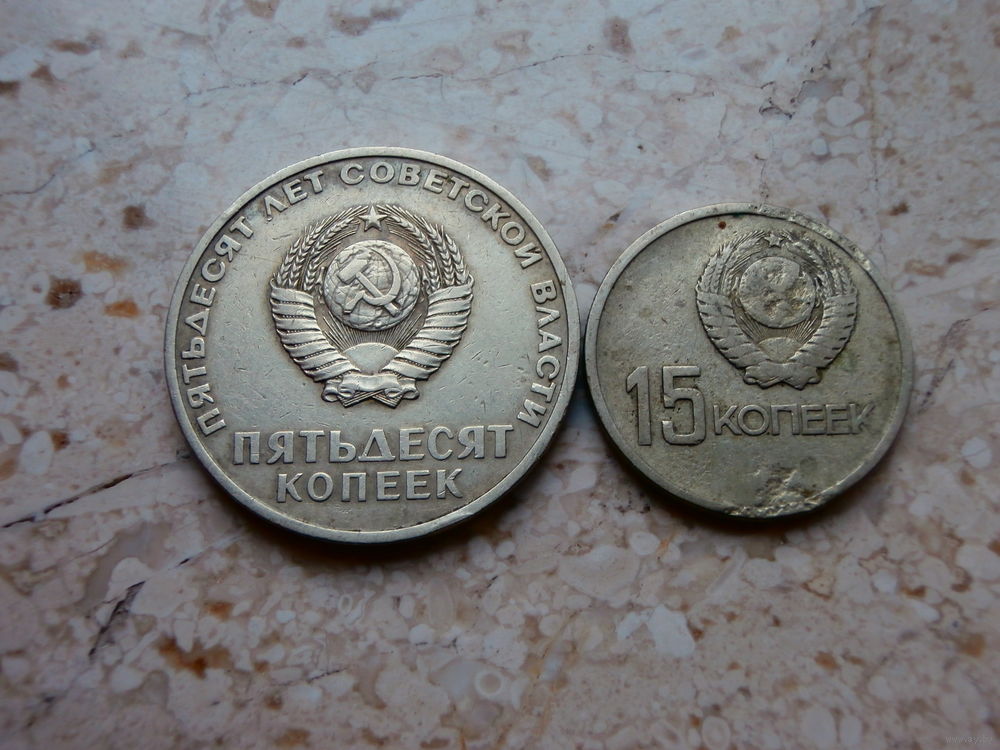 ПЯТЬДЕСЯТ ЛЕТ СОВЕТСКОЙ ВЛАСТИ
ПЯТЬДЕСЯТ
КОПЕЕК
15 КОПЕЕК